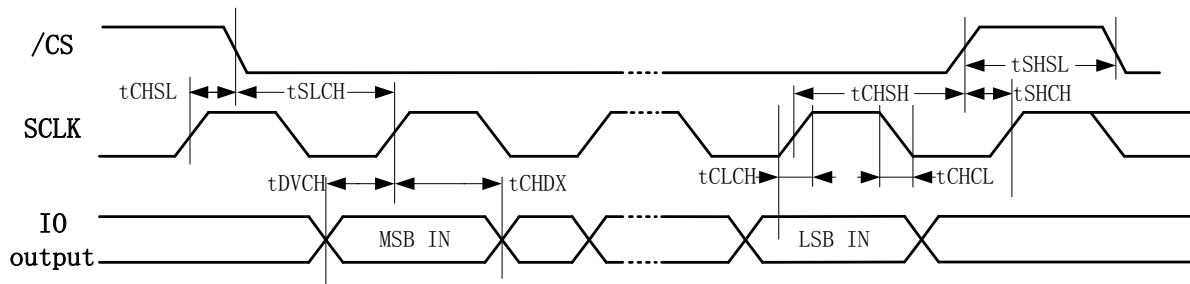 /CS
tSHSL
tCHSL
tSLCH
tCHSH
tSHCH
SCLK
tDVCH
tCHDX
tCLCH
tCHCL
IO
output
MSB IN
LSB IN